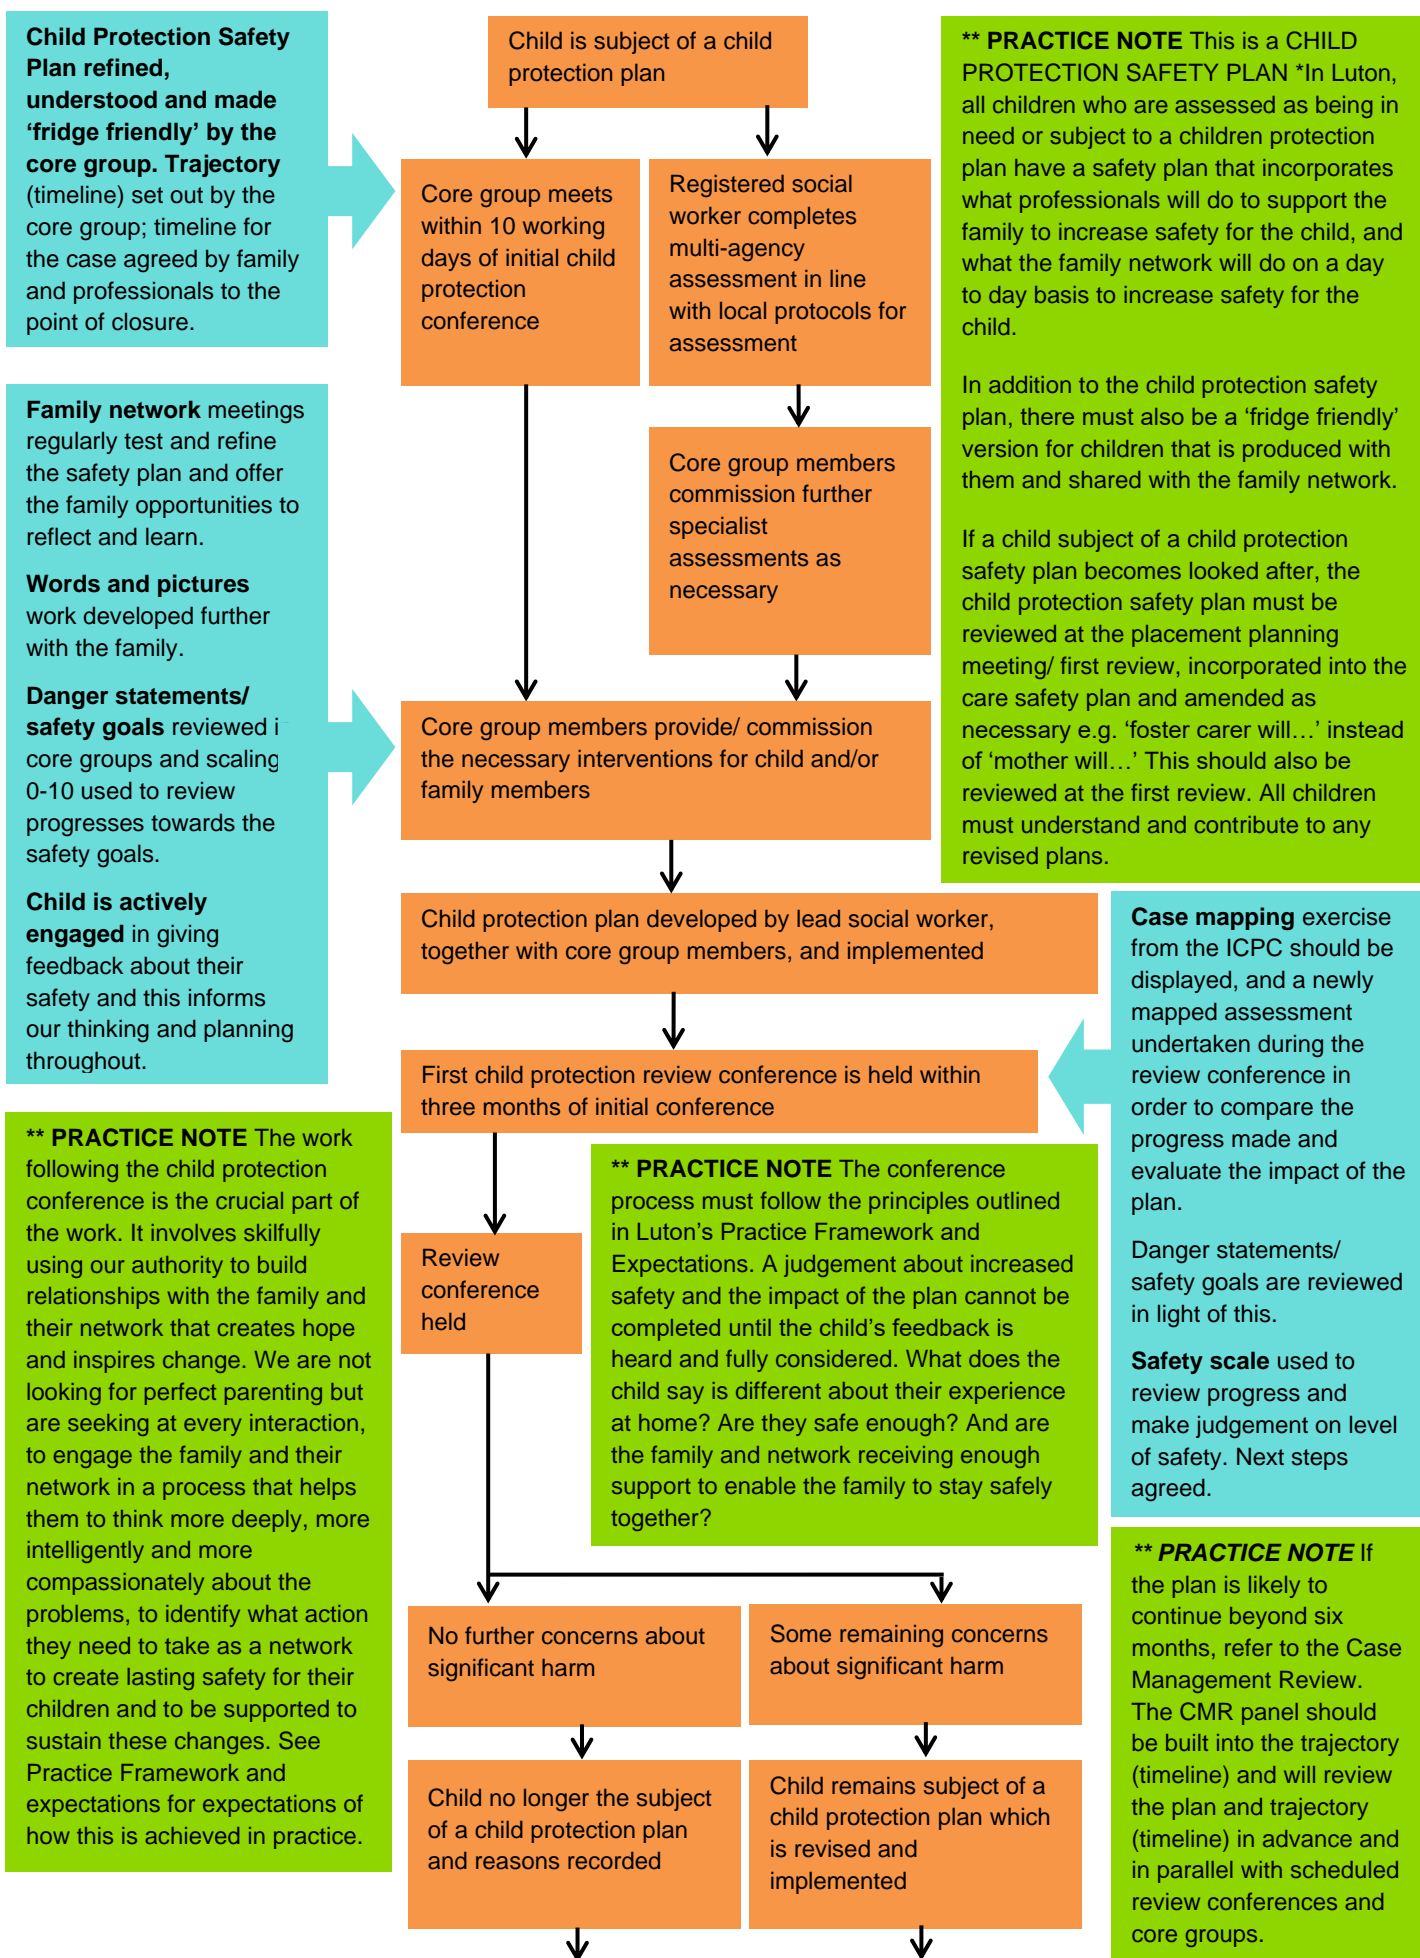 Child Protection Safety
Plan refined,
understood and made
‘fridge friendly’ by the
core group. Trajectory
(timeline) set out by the
core group; timeline for
the case agreed by family
and professionals to the
point of closure.
Child is subject of a child
protection plan
** PRACTICE NOTE This is a CHILD
PROTECTION SAFETY PLAN *In Luton,
all children who are assessed as being in
need or subject to a children protection
plan have a safety plan that incorporates
what professionals will do to support the
family to increase safety for the child, and
what the family network will do on a day
to day basis to increase safety for the
child.
In addition to the child protection safety
plan, there must also be a ‘fridge friendly’
version for children that is produced with
them and shared with the family network.
If a child subject of a child protection
safety plan becomes looked after, the
child protection safety plan must be
reviewed at the placement planning
meeting/ first review, incorporated into the
care safety plan and amended as
necessary e.g. ‘foster carer will…’ instead
of ‘mother will…’ This should also be
reviewed at the first review. All children
must understand and contribute to any
revised plans.
Core group meets
within 10 working
days of initial child
protection
conference
Registered social
worker completes
multi-agency
assessment in line
with local protocols for
assessment
Family network meetings
regularly test and refine
the safety plan and offer
the family opportunities to
reflect and learn.
Words and pictures
work developed further
with the family.
Danger statements/
safety goals reviewed
core groups and scaling
0-10 used to review
progresses towards the
safety goals.
Child is actively
engaged in giving
feedback about their
safety and this informs
our thinking and planning
throughout.
Core group members
commission further
specialist
assessments as
necessary
Core group members provide/ commission
the necessary interventions for child and/or
family members
Child protection plan developed by lead social worker,
together with core group members, and implemented
First child protection review conference is held within
three months of initial conference
Case mapping exercise
from the ICPC should be
displayed, and a newly
mapped assessment
undertaken during the
review conference in
order to compare the
progress made and
evaluate the impact of the
plan.
Danger statements/
safety goals are reviewed
in light of this.
Safety scale used to
review progress and
make judgement on level
of safety. Next steps
agreed.
** PRACTICE NOTE The work
following the child protection
conference is the crucial part of
the work. It involves skilfully
using our authority to build
relationships with the family and
their network that creates hope
and inspires change. We are not
looking for perfect parenting but
are seeking at every interaction,
to engage the family and their
network in a process that helps
them to think more deeply, more
intelligently and more
compassionately about the
problems, to identify what action
they need to take as a network
to create lasting safety for their
children and to be supported to
sustain these changes. See
Practice Framework and
expectations for expectations of
how this is achieved in practice.
Review
conference
held
** PRACTICE NOTE The conference
process must follow the principles outlined
in Luton’s Practice Framework and
Expectations. A judgement about increased
safety and the impact of the plan cannot be
completed until the child’s feedback is
heard and fully considered. What does the
child say is different about their experience
at home? Are they safe enough? And are
the family and network receiving enough
support to enable the family to stay safely
together?
No further concerns about
significant harm
Some remaining concerns
about significant harm
Child no longer the subject
of a child protection plan
and reasons recorded
Child remains subject of a
child protection plan which
is revised and
implemented
** PRACTICE NOTE If
the plan is likely to
continue beyond six
months, refer to the Case
Management Review.
The CMR panel should
be built into the trajectory
(timeline) and will review
the plan and trajectory
(timeline) in advance and
in parallel with scheduled
review conferences and
core groups.